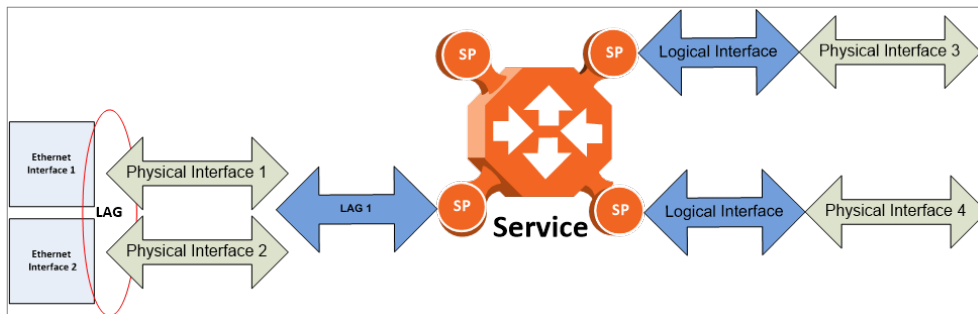 SP
SP
Logical Interface
Physical Interface 3
Ethernet
Interface 1
Physical Interface 1
LAG
LAG 1
SP
SP
Service
Logical Interface
Physical Interface 4
Ethernet
Interface 2
Physical Interface 2